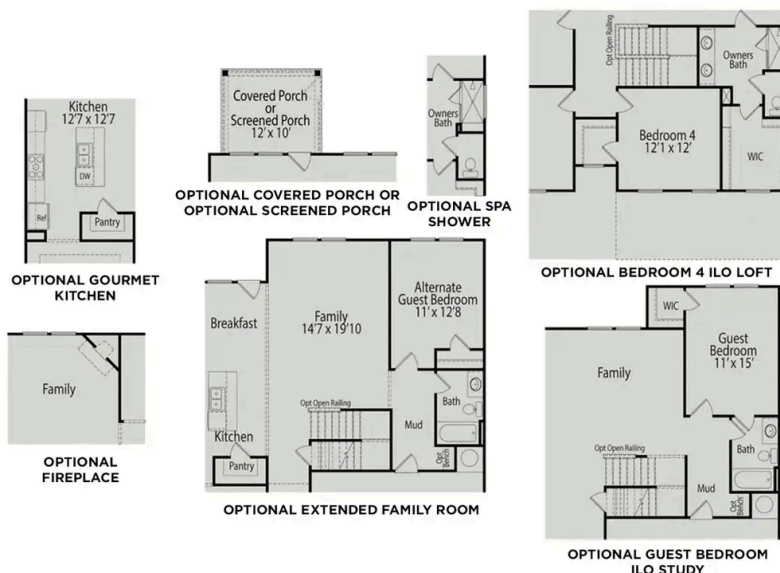 Kitchen
12'7 x 12'7
DW
Ref
Pantry
OPTIONAL GOURMET
KITCHEN
Covered Porch
or
Screened Porch
12' x 10'
OPTIONAL COVERED PORCH OR
OPTIONAL SCREENED PORCH
Owners
Bath
OPTIONAL SPA
SHOWER
Opt Open Railing
Owners
Bath
Bedroom 4
12'1 x 12'
WIC
OPTIONAL BEDROOM 4 ILO LOFT
Family
OPTIONAL
FIREPLACE
Breakfast
Family
14'7 x 19'10
Alternate
Guest Bedroom
11' x 12'8
Opt Open Railing
Bath
Mud
Kitchen
Pantry
Opt
Bench
OPTIONAL EXTENDED FAMILY ROOM
WIC
Guest
Bedroom
11' x 15'
Family
Opt Open Railing
Bath
Mud
Opt
Bench
OPTIONAL GUEST BEDROOM
ILO STUDY